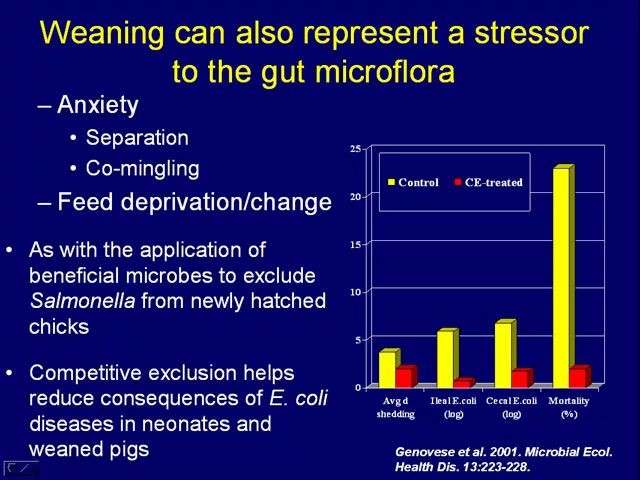 Weaning can also represent a stressor
to the gut microflora
– Anxiety
• Separation
• Co-mingling
– Feed deprivation/change
• As with the application of
beneficial microbes to exclude
Salmonella from newly hatched
chicks
• Competitive exclusion helps
reduce consequences of E. coli
diseases in neonates and
weaned pigs
25
20
15
10
5
0
Control CE-treated
Avg d Ileal E.coli Cecal E.coli Mortality
shedding (log) (log) (%)
Genovese et al. 2001. Microbial Ecol.
Health Dis. 13:223-228.